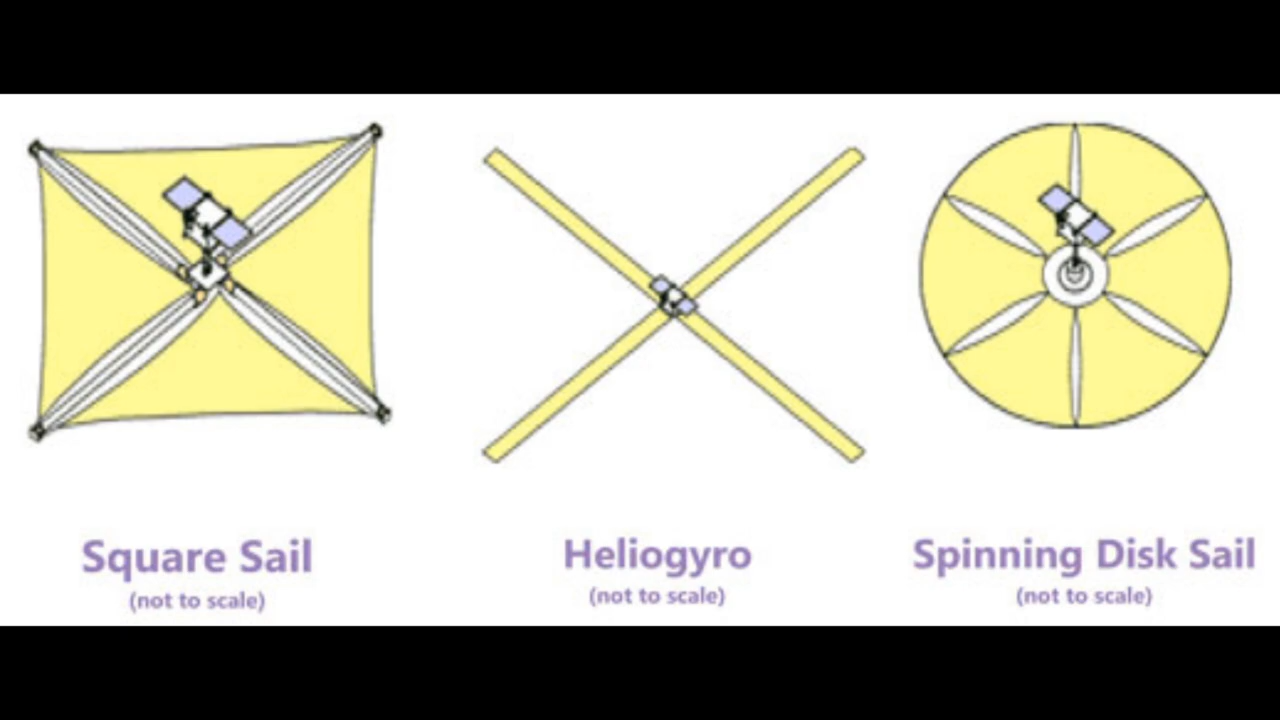 Square Sail
(not to scale)
Heliogyro
(not to scale)
Spinning Disk Sail
(not to scale)